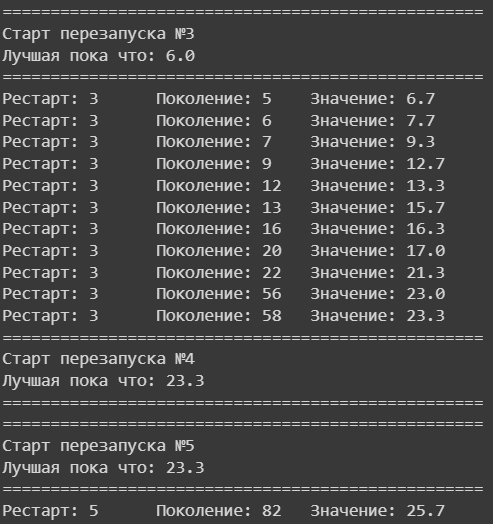 ==================================================
Старт перезапуска №3
Лучшая пока что: 6.0
==================================================
Рестарт: 3      Поколение: 5    Значение: 6.7
Рестарт: 3      Поколение: 6    Значение: 7.7
Рестарт: 3      Поколение: 7    Значение: 9.3
Рестарт: 3      Поколение: 9    Значение: 12.7
Рестарт: 3      Поколение: 12   Значение: 13.3
Рестарт: 3      Поколение: 13   Значение: 15.7
Рестарт: 3      Поколение: 16   Значение: 16.3
Рестарт: 3      Поколение: 20   Значение: 17.0
Рестарт: 3      Поколение: 22   Значение: 21.3
Рестарт: 3      Поколение: 56   Значение: 23.0
Рестарт: 3      Поколение: 58   Значение: 23.3
==================================================
Старт перезапуска №4
Лучшая пока что: 23.3
==================================================
==================================================
Старт перезапуска №5
Лучшая пока что: 23.3
==================================================
Рестарт: 5      Поколение: 82   Значение: 25.7